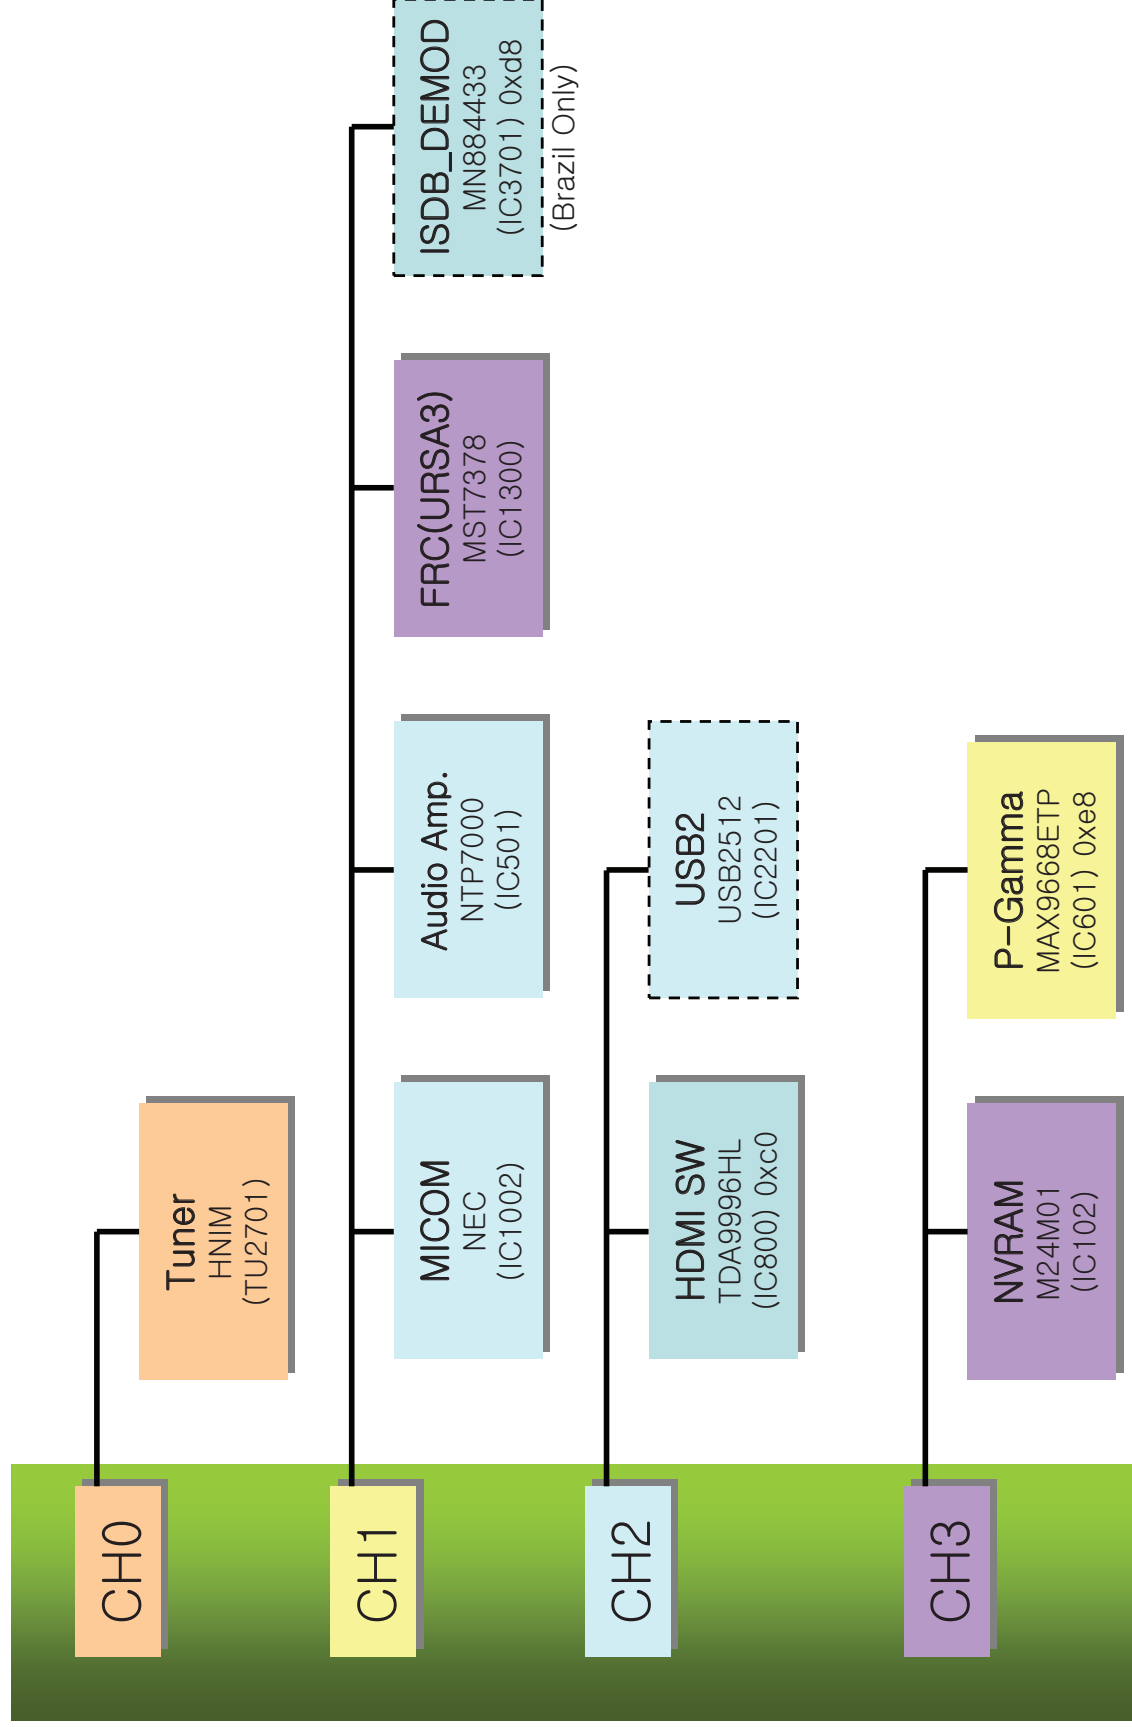 CH0
Tuner
HNIM
(TU2701)
CH1
MICOM
NEC
(IC1002)
Audio Amp.
NTP7000
(IC501)
FRC(URSA3)
MST7378
(IC1300)
ISDB_DEMOD
MN884433
(IC3701) 0xd8
(Brazil Only)
CH2
HDMI SW
TDA9996HL
(IC800) 0xc0
USB2
USB2512
(IC2201)
CH3
NVRAM
M24M01
(IC102)
P-Gamma
MAX9668ETP
(IC601) 0xe8